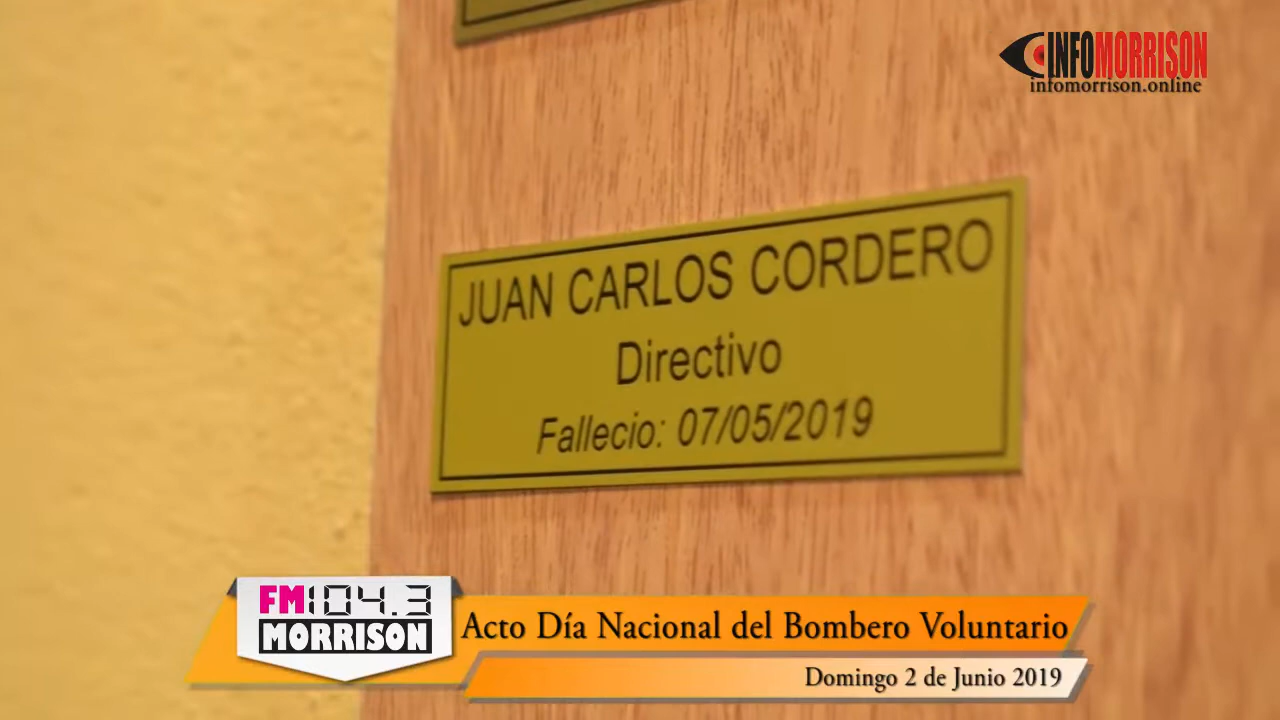 INFOMORRISON
infomorrison.online
JUAN CARLOS CORDERO
Directivo
Fallecio: 07/05/2019
FM 104.3
MORRISON
Acto Día Nacional del Bombero Voluntario
Domingo 2 de Junio 2019